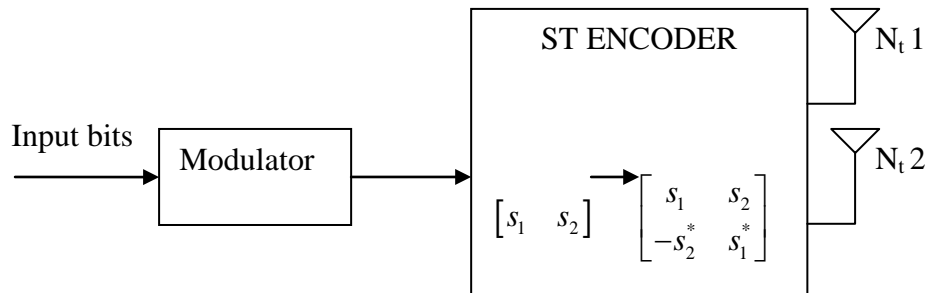 ST ENCODER
N_t 1
Input bits
Modulator
N_t 2
[s_1 s_2]
[s_1 s_2
-s_2^* s_1^*]